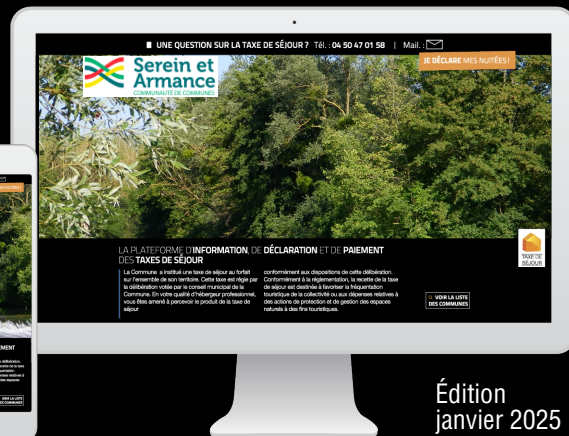 UNE QUESTION SUR LA TAXE DE SÉJOUR ? Tél. : 04 50 47 01 58 | Mail. :
JE DÉCLARE MES NUITÉES !
Serein et
Armance
COMMUNAUTÉ DE COMMUNES
LA PLATEFORME D'INFORMATION, DE DÉCLARATION ET DE PAIEMENT
DES TAXES DE SÉJOUR
La Commune a institué une taxe de séjour au forfait
sur l'ensemble de son territoire. Cette taxe est régie par
la délibération votée par le conseil municipal de la
Commune. En votre qualité d'hébergeur professionnel,
vous êtes amené à percevoir le produit de la taxe de
séjour
conformément aux dispositions de cette délibération.
Conformément à la réglementation, la recette de la taxe
de séjour est destinée à favoriser la fréquentation
touristique de la collectivité ou aux dépenses relatives à
des actions de protection et de gestion des espaces
naturels à des fins touristiques.
TAXE DE
SÉJOUR
VOIR LA LISTE
DES COMMUNES
VOIR LA LISTE
DES COMMUNES
Édition
janvier 2025